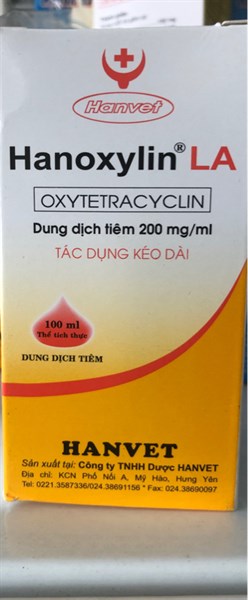 Hanvet
Hanoxylin® LA
OXYTETRACYCLIN
Dung dịch tiêm 200 mg/ml
TÁC DỤNG KÉO DÀI
100 ml
Thể tích thực
DUNG DỊCH TIÊM
HANVET
Sản xuất tại: Công ty TNHH Dược HANVET
Địa chỉ: KCN Phố Nối A, Mỹ Hào, Hưng Yên
Tel: 0221.3587336/024.38691156 * Fax: 024.38690097